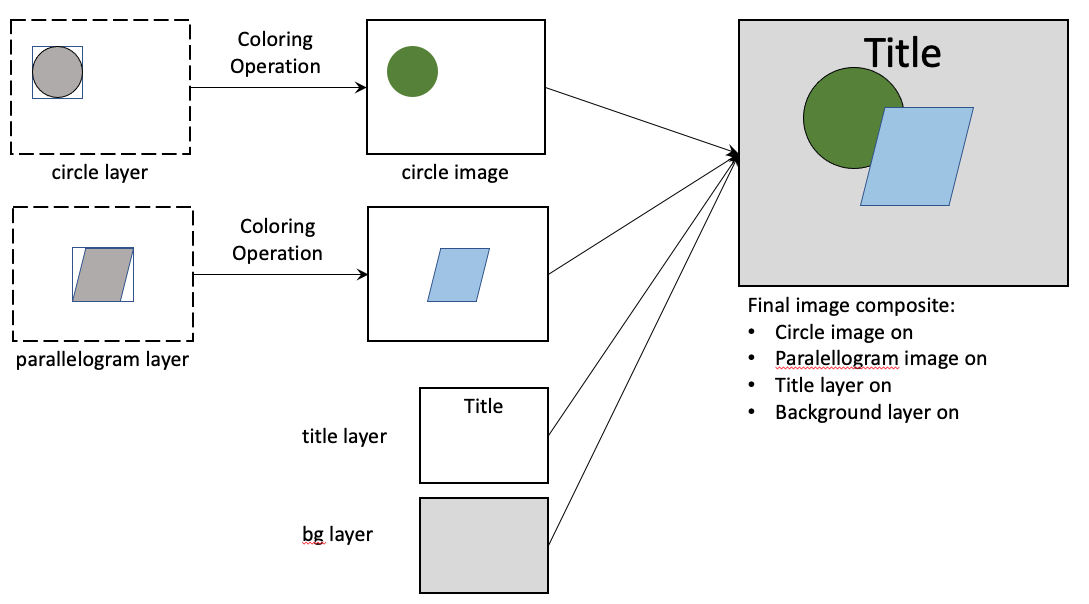 Coloring
Operation
circle layer
circle image
Title
Coloring
Operation
parallelogram layer
Final image composite:
• Circle image on
• Paralellogram image on
• Title layer on
• Background layer on
Title
title layer
bg layer